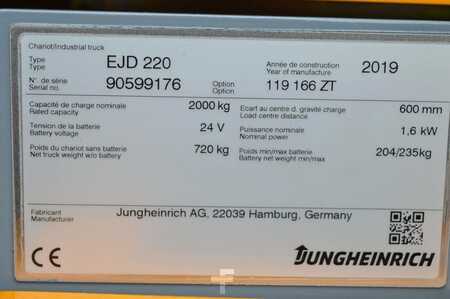 Chariot/Industrial truck
Type EJD 220 Année de construction 2019
Type Year of manufacture
N°. de série 90599176 Option 119 166 ZT
Serial no. Option
Capacité de charge nominale 2000 kg Ecart au centre d. gravité charge 600 mm
Rated capacity Load centre distance
Tension de la batterie 24 V Puissance nominale 1,6 kW
Battery voltage Nominal power
Poids du chariot sans batterie 720 kg Poids min/max batterie 204/235kg
Net truck weight w/o battery Battery net weight min/max
Fabricant Jungheinrich AG, 22039 Hamburg, Germany
Manufacturer
CE JUNGHEINRICH